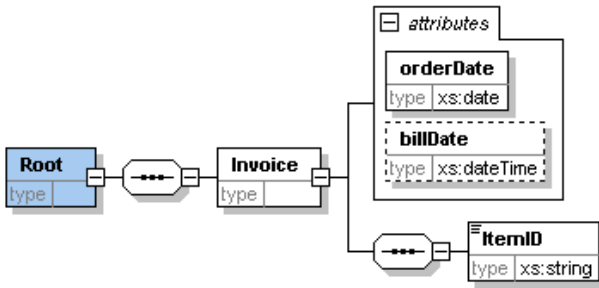 attributes
orderDate
type xs:date
billDate
type xs:dateTime
Root
type
Invoice
type
ItemID
type xs:string